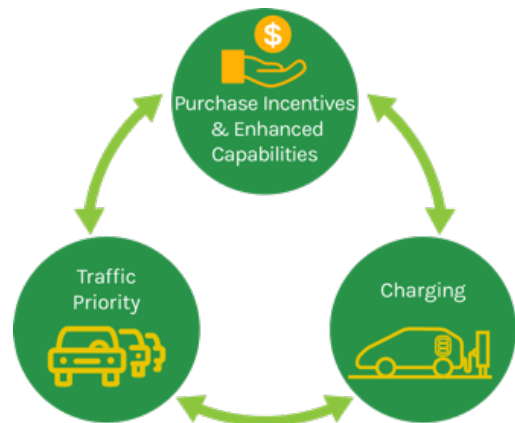 $
Purchase Incentives
& Enhanced
Capabilities
Traffic
Priority
Charging